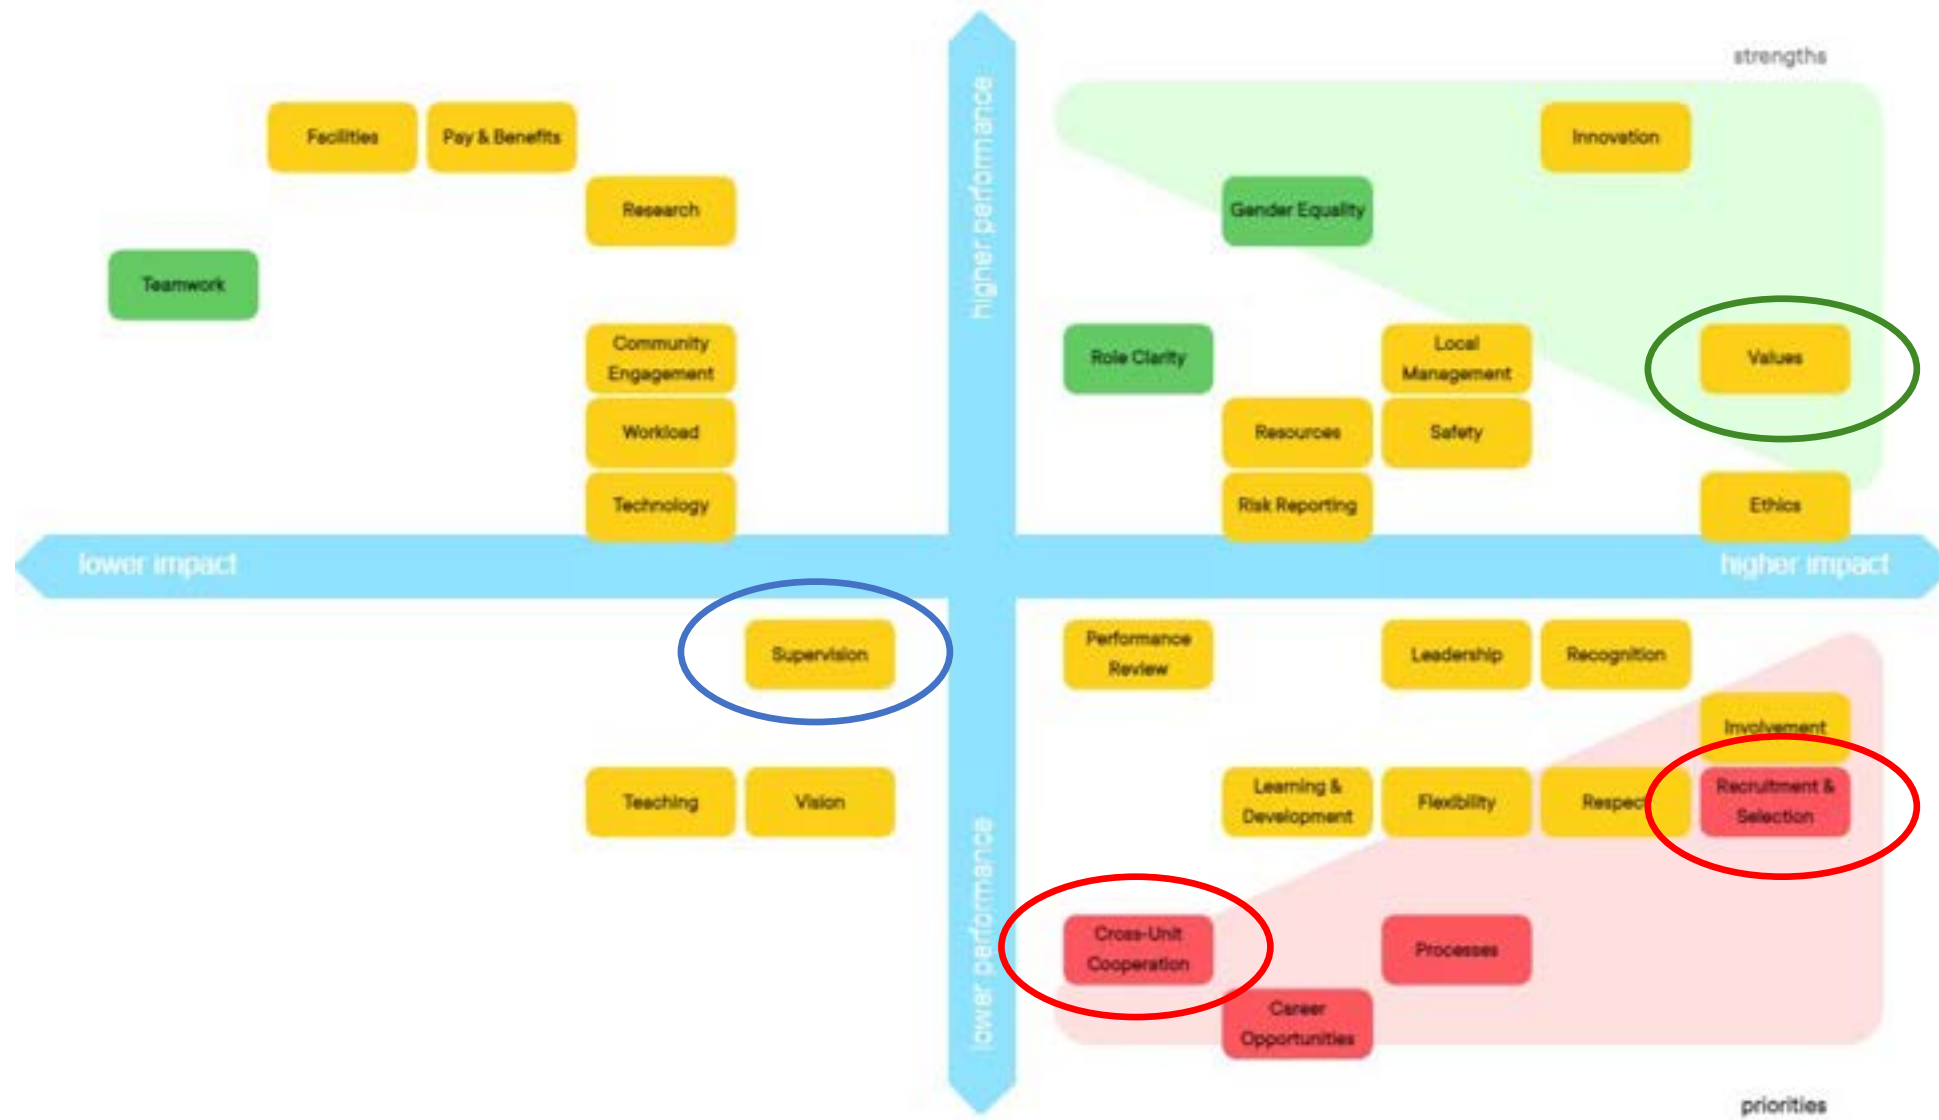 strengths
Facilities
Pay & Benefits
Innovation
Research
Gender Equality
Teamwork
higher performance
Community
Engagement
Role Clarity
Local
Management
Values
Workload
Resources
Safety
Technology
Risk Reporting
Ethics
lower impact
higher impact
Supervision
Performance
Review
Leadership
Recognition
Involvement
Teaching
Vision
Learning &
Development
Flexibility
Respect
Recruitment &
Selection
lower performance
Cross-Unit
Cooperation
Processes
Career
Opportunities
priorities